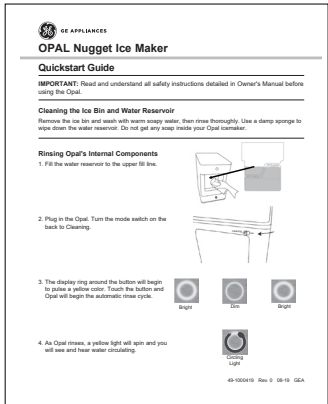 GE APPLIANCES
OPAL Nugget Ice Maker
Quickstart Guide
IMPORTANT: Read and understand all safety instructions detailed in Owner's Manual before
using the Opal.
Cleaning the Ice Bin and Water Reservoir
Remove the ice bin and wash with warm soapy water, then rinse thoroughly. Use a damp sponge to
wipe down the water reservoir. Do not get any soap inside your Opal icemaker.
Rinsing Opal's Internal Components
1. Fill the water reservoir to the upper fill line.
2. Plug in the Opal. Turn the mode switch on the
back to Cleaning.
3. The display ring around the button will begin
to pulse a yellow color. Touch the button and
Opal will begin the automatic rinse cycle.
Bright
Dim
Bright
4. As Opal rinses, a yellow light will spin and you
will see and hear water circulating.
Circling
Light
49-1000419 Rev. 0 08-19 GEA